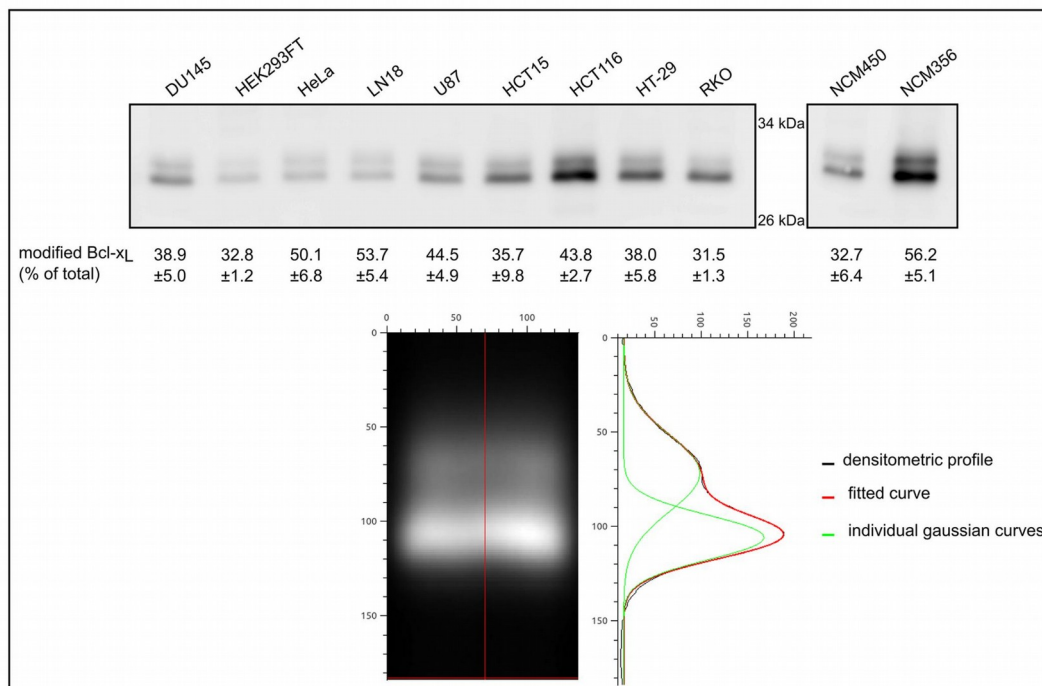 DU145 HEK293FT HeLa LN18 U87 HCT15 HCT116 HT-29 RKO NCM450 NCM356
34 kDa
26 kDa
modified Bcl-xL 38.9 32.8 50.1 53.7 44.5 35.7 43.8 38.0 31.5 32.7 56.2
(% of total) ±5.0 ±1.2 ±6.8 ±5.4 ±4.9 ±9.8 ±2.7 ±5.8 ±1.3 ±6.4 ±5.1
0 50 100
0
50
100
150
50 100 150 200
0
50
100
150
densitometric profile
fitted curve
individual gaussian curves